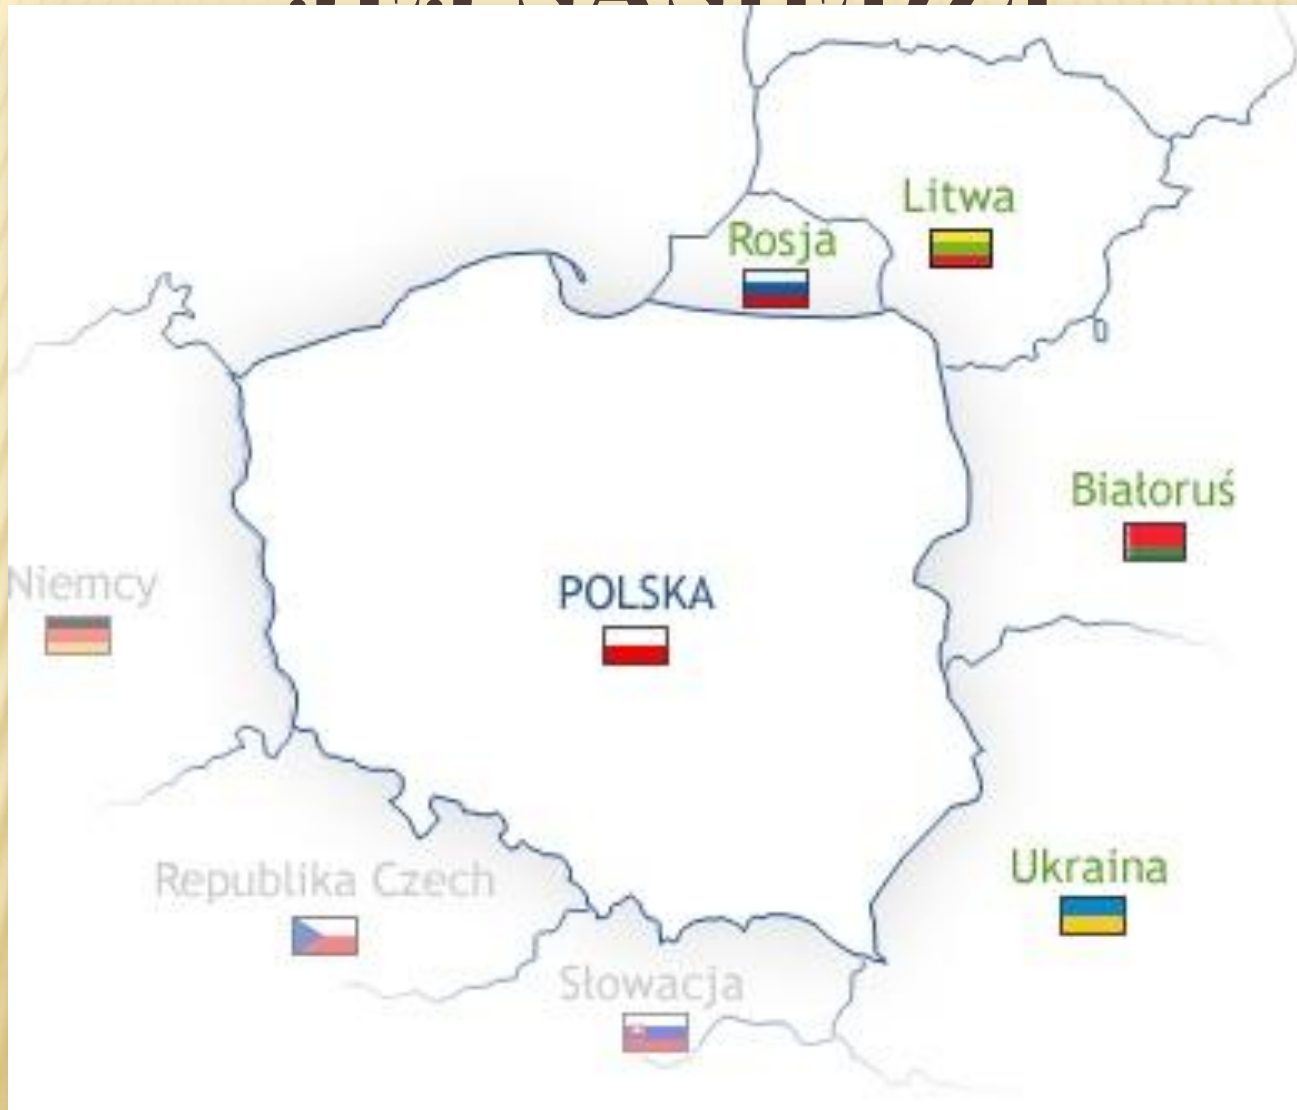 Litwa
Rosja
Białoruś
Niemcy
POLSKA
Ukraina
Republika Czech
Słowacja